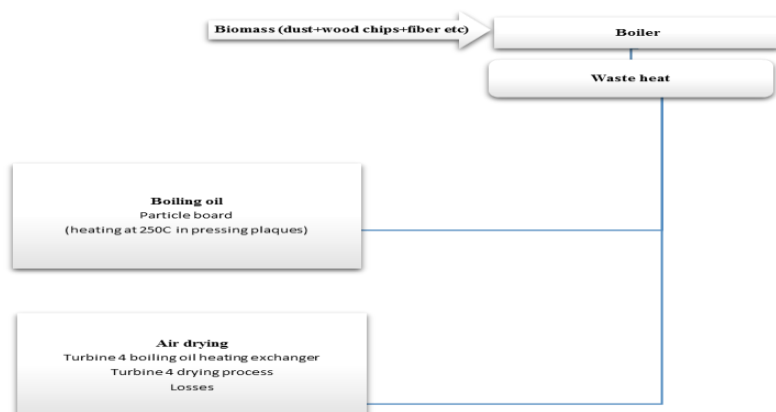 Biomass (dust+wood chips+fiber etc)
Boiler
Waste heat
Boiling oil
Particle board
(heating at 250C in pressing plaques)
Air drying
Turbine 4 boiling oil heating exchanger
Turbine 4 drying process
Losses